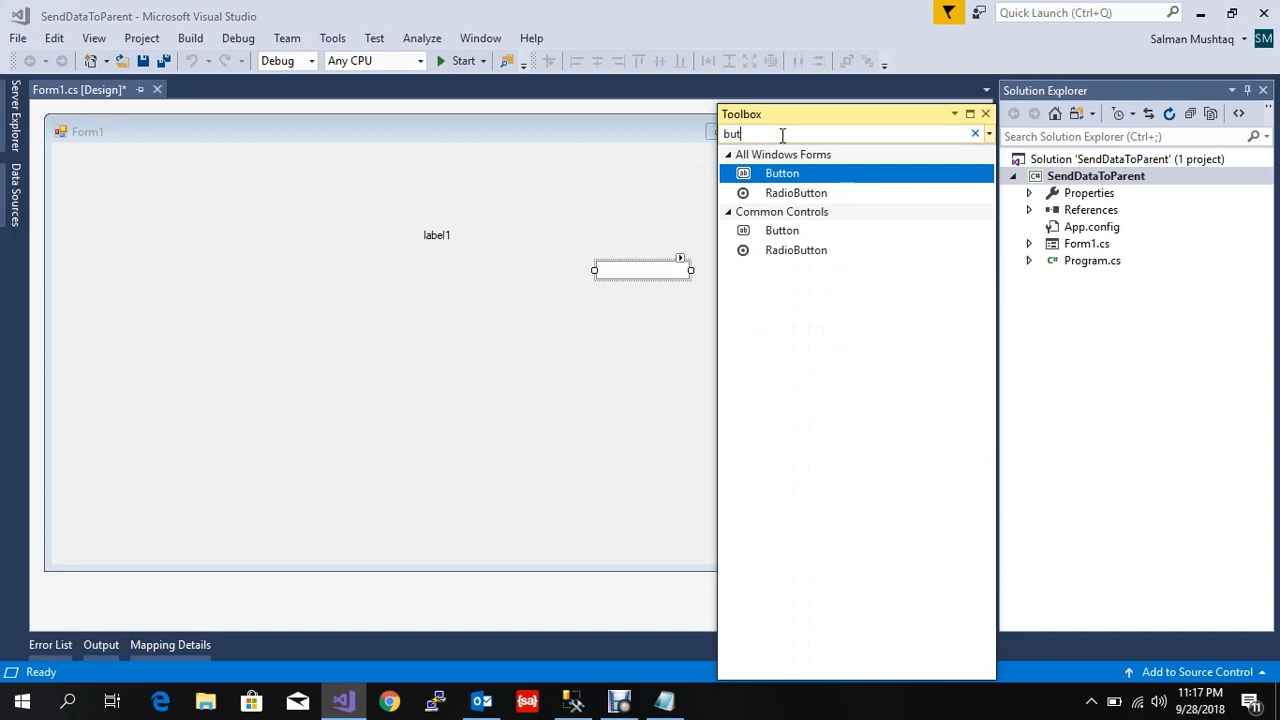 SendDataToParent - Microsoft Visual Studio
Quick Launch (Ctrl+Q)
File Edit View Project Build Debug Team Tools Test Analyze Window Help
Salman Mushtaq SM
Debug Any CPU Start
Server Explorer
Data Sources
Form1.cs [Design]*
Form1
label1
Toolbox
but
All Windows Forms
Button
RadioButton
Common Controls
Button
RadioButton
Solution Explorer
Search Solution Explorer (Ctrl+;)
Solution 'SendDataToParent' (1 project)
SendDataToParent
Properties
References
App.config
Form1.cs
Program.cs
Error List Output Mapping Details
Ready
Add to Source Control
11:17 PM
9/28/2018